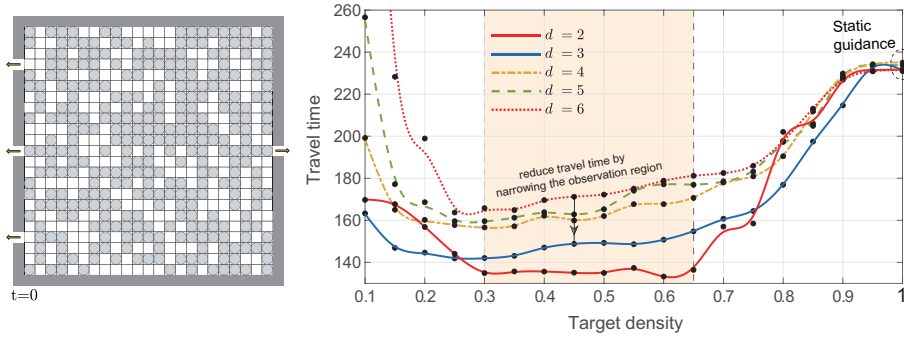 t=0
Travel time
260
240
220
200
180
160
140
0.1
0.2
0.3
0.4
0.5
0.6
0.7
0.8
0.9
1
Target density
d = 2
d = 3
d = 4
d = 5
d = 6
reduce travel time by
narrowing the observation region
Static
guidance